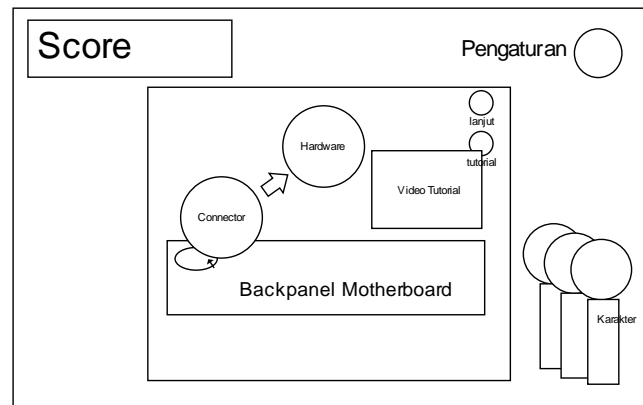 Score
Pengaturan
lanjut
tutorial
Hardware
Video Tutorial
Connector
Backpanel Motherboard
Karakter